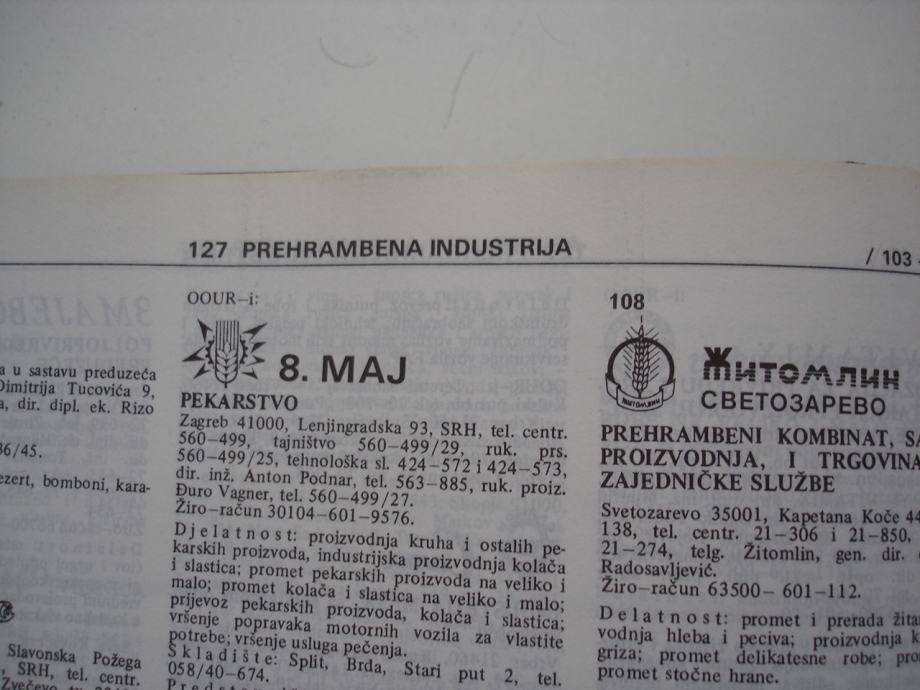 127 PREHRAMBENA INDUSTRIJA
/ 103
a u sastavu preduzeća
Dimitrija Tucovića 9,
a, dir. dipl. ek. Rizo
36/45.
ezert, bomboni, kara-
Slavonska Požega
, SRH, tel. centr.
OOUR-i:
8. MAJ
PEKARSTVO
Zagreb 41000, Lenjingradska 93, SRH, tel. centr.
560-499, tajništvo 560-499/29, ruk. prs.
560-499/25, tehnološka sl. 424-572 i 424-573,
dir. inž. Anton Podnar, tel. 563-885, ruk. proiz.
Đuro Vagner, tel. 560-499/27.
Žiro-račun 30104-601-9576.
Djelatnost: proizvodnja kruha i ostalih pe-
karskih proizvoda, industrijska proizvodnja kolača
i slastica; promet pekarskih proizvoda na veliko i
malo; promet kolača i slastica na veliko i malo;
prijevoz pekarskih proizvoda, kolača i slastica;
vršenje popravaka motornih vozila za vlastite
potrebe; vršenje usluga pečenja.
Skladište: Split, Brda, Stari put 2, tel.
058/40-674.
108
ЖИТОМЛИН
Житомлин
СВЕТОЗАРЕВО
PREHRAMBENI KOMBINAT, SA
PROIZVODNJA, I TRGOVINA
ZAJEDNIČKE SLUŽBE
Svetozarevo 35001, Kapetana Koče 44
138, tel. centr. 21-306 i 21-850,
21-274, telg. Žitomlin, gen. dir.
Radosavljević.
Žiro-račun 63500- 601-112.
Delatnost: promet i prerada žita
vodnja hleba i peciva; proizvodnja k
griza; promet delikatesne robe; pro
promet stočne hrane.